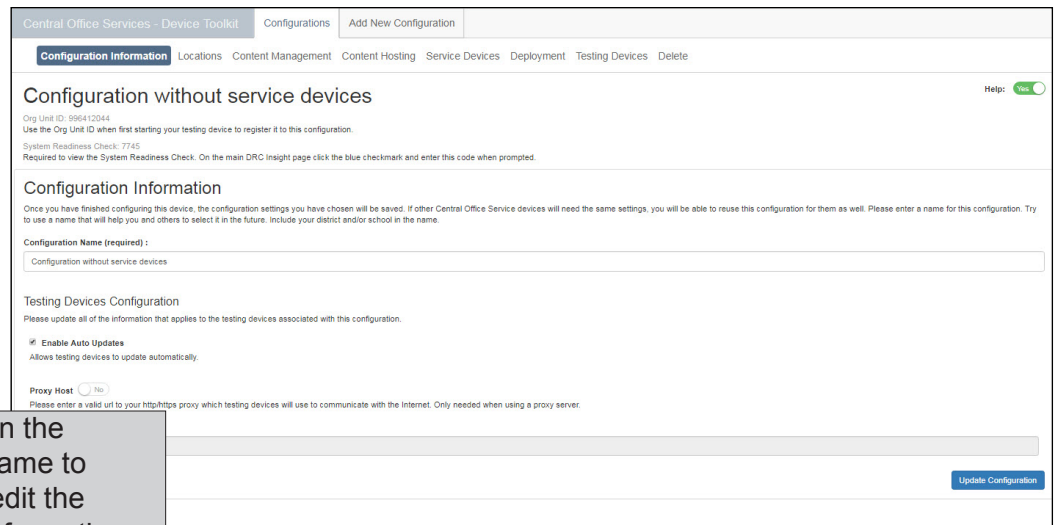 Central Office Services - Device Toolkit Configurations Add New Configuration
Configuration Information Locations Content Management Content Hosting Service Devices Deployment Testing Devices Delete
Configuration without service devices
Help: Yes
Org Unit ID: 996412044
Use the Org Unit ID when first starting your testing device to register it to this configuration.
System Readiness Check: 7745
Required to view the System Readiness Check. On the main DRC Insight page click the blue checkmark and enter this code when prompted.
Configuration Information
Once you have finished configuring this device, the configuration settings you have chosen will be saved. If other Central Office Service devices will need the same settings, you will be able to reuse this configuration for them as well. Please enter a name for this configuration. Try
to use a name that will help you and others to select it in the future. Include your district and/or school in the name.
Configuration Name (required) :
Configuration without service devices
Testing Devices Configuration
Please update all of the information that applies to the testing devices associated with this configuration.
Enable Auto Updates
Allows testing devices to update automatically.
Proxy Host No
Please enter a valid url to your http/https proxy which testing devices will use to communicate with the Internet. Only needed when using a proxy server.
n the
ame to
edit the
Update Configuration